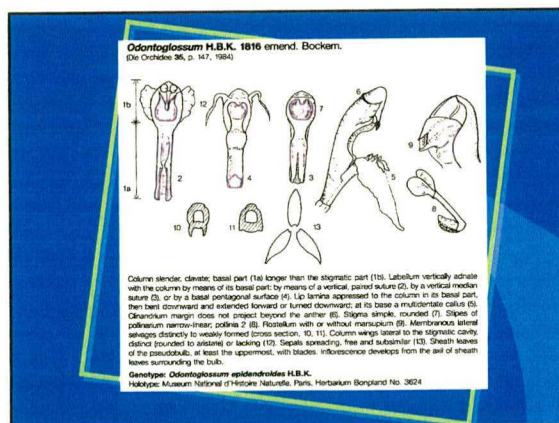 Odontoglossum H.B.K. 1816 emend. Bockem.
(Die Orchidee 35, p. 147, 1984)
1b
1a
2
12
4
7
3
6
5
9
8
10
11
13
Column slender, clavate; basal part (1a) longer than the stigmatic part (1b). Labellum vertically adnate
with the column by means of its basal part: by means of a vertical, paired suture (2), by a vertical median
suture (3), or by a basal pentagonal surface (4). Lip lamina appressed to the column in its basal part,
then bent downward and extended forward or turned downward; at its base a multidentate callus (5).
Clinandrium margin does not project beyond the anther (6). Stigma simple, rounded (7). Stipes of
pollinarium narrow-linear; pollinia 2 (8). Rostellum with or without marsupium (9). Membranous lateral
selvages distinctly to weakly formed (cross section, 10, 11). Column wings lateral to the stigmatic cavity,
distinct (rounded to aristate) or lacking (12). Sepals spreading, free and subsimilar (13). Sheath leaves
of the pseudobulb, at least the uppermost, with blades. Inflorescence develops from the axil of sheath
leaves surrounding the bulb.
Genotype: Odontoglossum epidendroides H.B.K.
Holotype: Museum National d'Histoire Naturelle, Paris, Herbarium Bonpland No. 3624